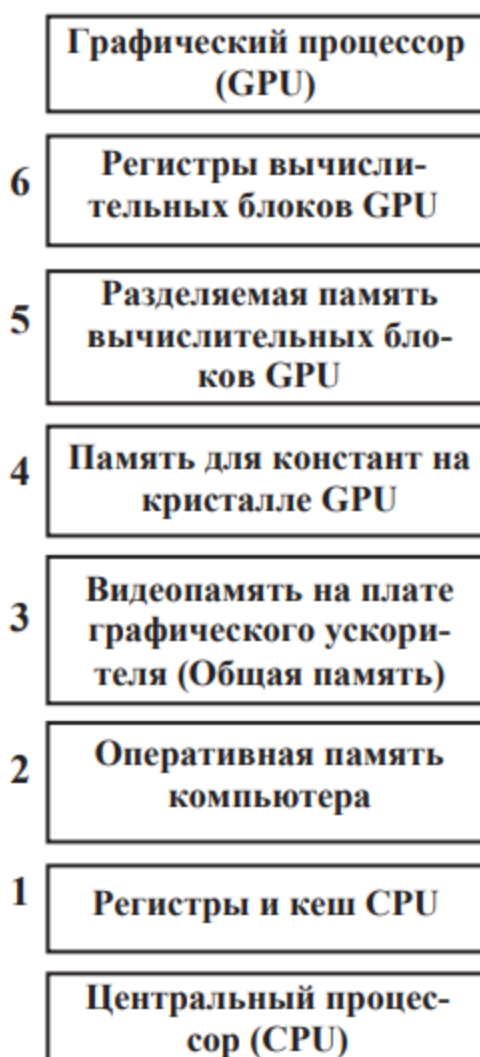 Графический процессор
(GPU)
6
Регистры вычисли-
тельных блоков GPU
5
Разделяемая память
вычислительных бло-
ков GPU
4
Память для констант на
кристалле GPU
3
Видеопамять на плате
графического ускори-
теля (Общая память)
2
Оперативная память
компьютера
1
Регистры и кеш CPU
Центральный процес-
сор (CPU)